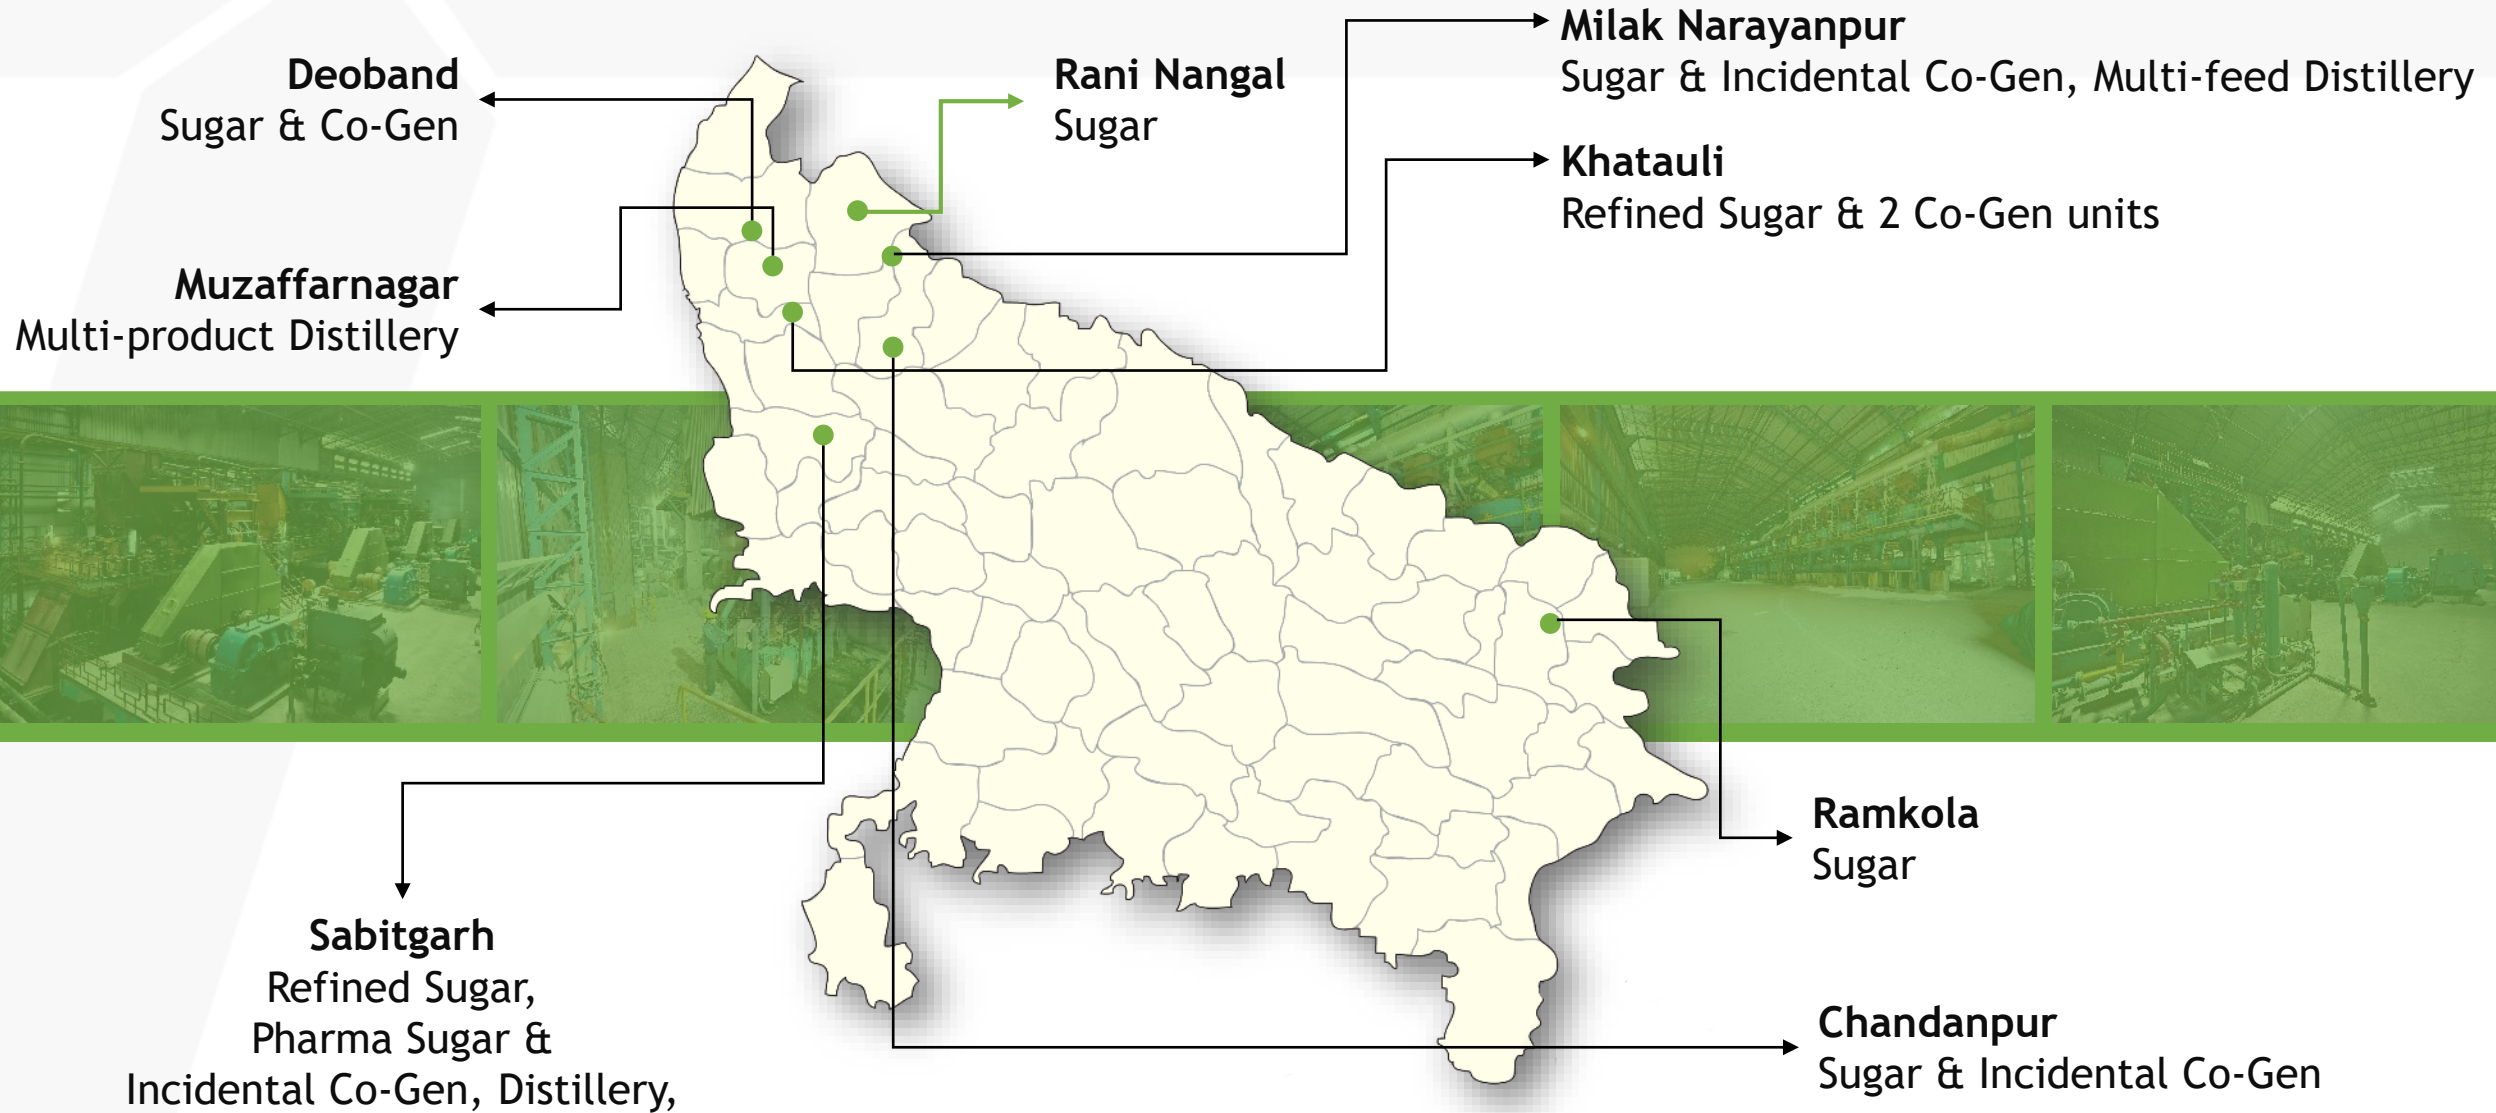 Deoband
Sugar & Co-Gen
Muzaffarnagar
Multi-product Distillery
Rani Nangal
Sugar
Milak Narayanpur
Sugar & Incidental Co-Gen, Multi-feed Distillery
Khatauli
Refined Sugar & 2 Co-Gen units
Sabitgarh
Refined Sugar,
Pharma Sugar &
Incidental Co-Gen, Distillery,
Ramkola
Sugar
Chandanpur
Sugar & Incidental Co-Gen